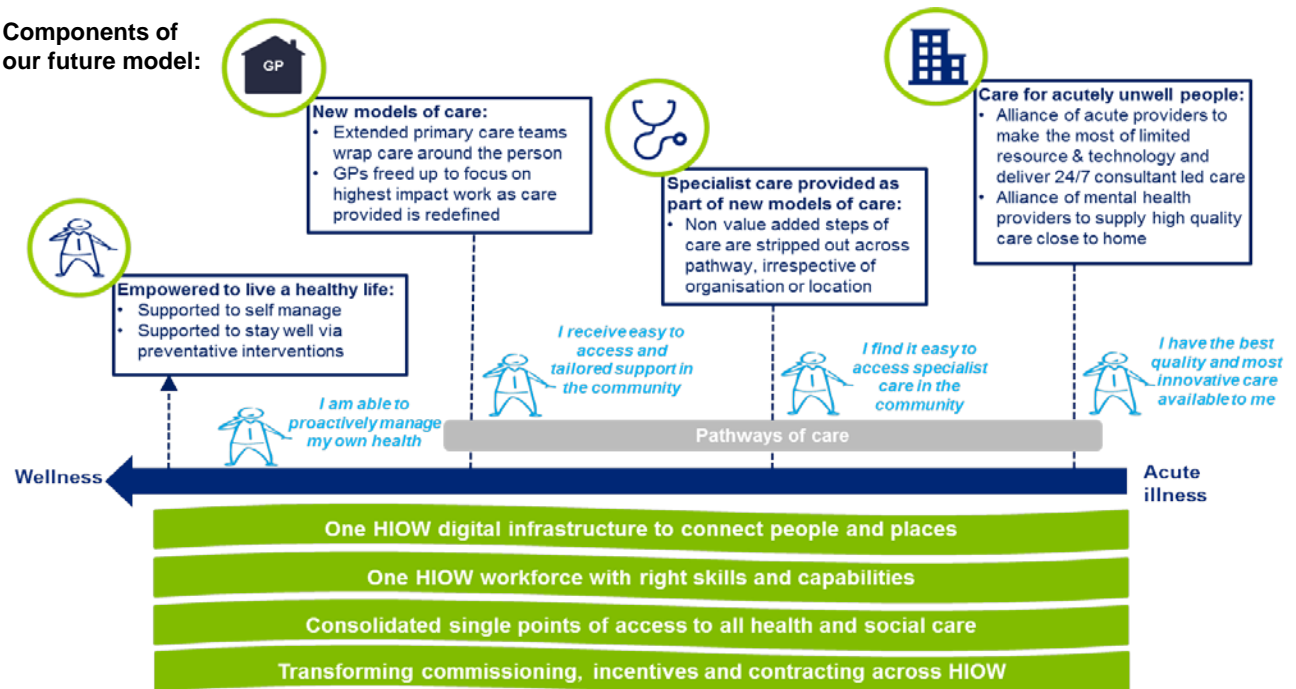 Components of
our future model:
GP
New models of care:
• Extended primary care teams
wrap care around the person
• GPs freed up to focus on
highest impact work as care
provided is redefined
Care for acutely unwell people:
• Alliance of acute providers to
make the most of limited
resource & technology and
deliver 24/7 consultant led care
• Alliance of mental health
providers to supply high quality
care close to home
Specialist care provided as
part of new models of care:
• Non value added steps of
care are stripped out across
pathway, irrespective of
organisation or location
Empowered to live a healthy life:
• Supported to self manage
• Supported to stay well via
preventative interventions
I am able to
proactively manage
my own health
I receive easy to
access and
tailored support in
the community
I find it easy to
access specialist
care in the
community
I have the best
quality and most
innovative care
available to me
Pathways of care
Wellness
Acute
illness
One HIOW digital infrastructure to connect people and places
One HIOW workforce with right skills and capabilities
Consolidated single points of access to all health and social care
Transforming commissioning, incentives and contracting across HIOW